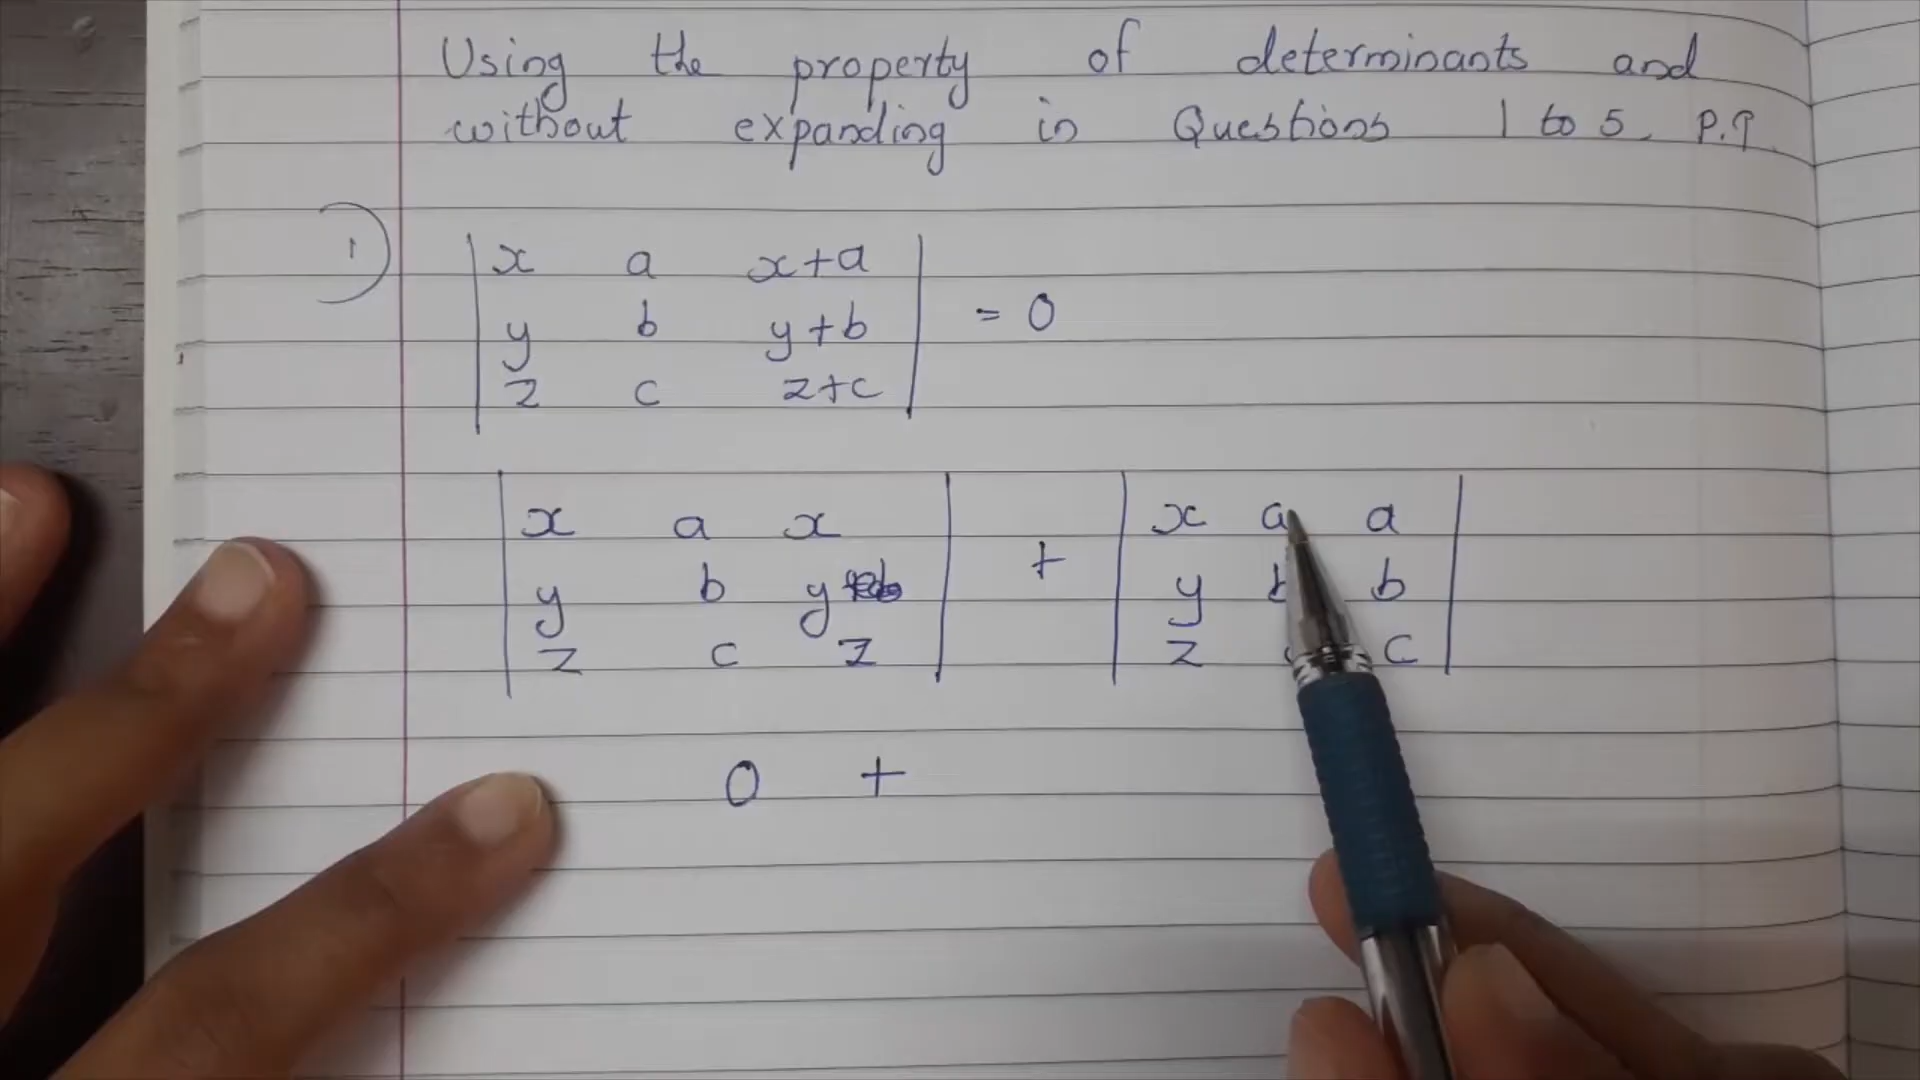 Using the property of determinants and
without expanding in Questions 1 to 5, P.T
1)
x a x+a
y b y+b = 0
z c z+c
x a x + x a a
y b y y b b
z c z z c
0 +